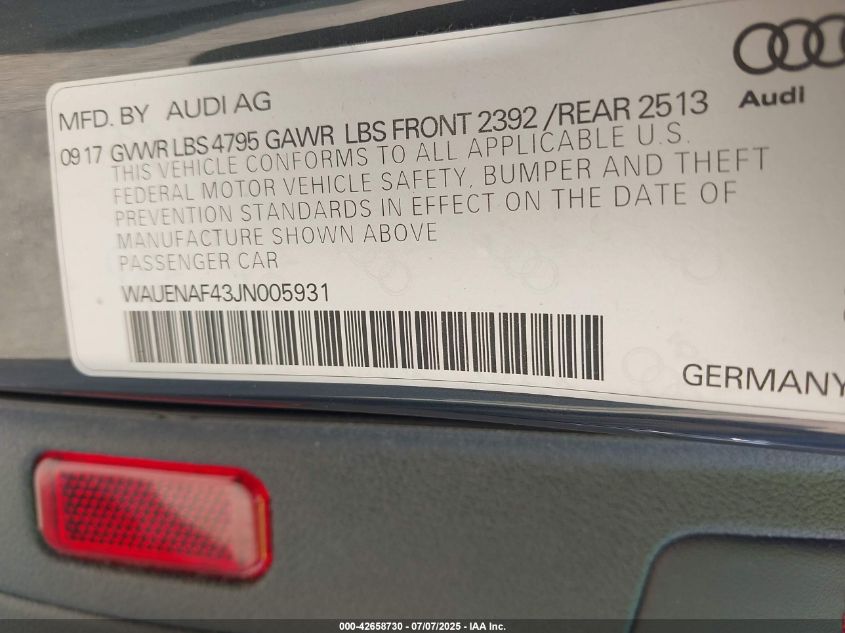 MFD. BY AUDI AG
Audi
09 17 GVWR LBS 4795 GAWR LBS FRONT 2392 /REAR 2513
THIS VEHICLE CONFORMS TO ALL APPLICABLE U.S.
FEDERAL MOTOR VEHICLE SAFETY, BUMPER AND THEFT
PREVENTION STANDARDS IN EFFECT ON THE DATE OF
MANUFACTURE SHOWN ABOVE
PASSENGER CAR
WAUENAF43JN005931
GERMANY
000-42658730 - 07/07/2025 - IAA Inc.